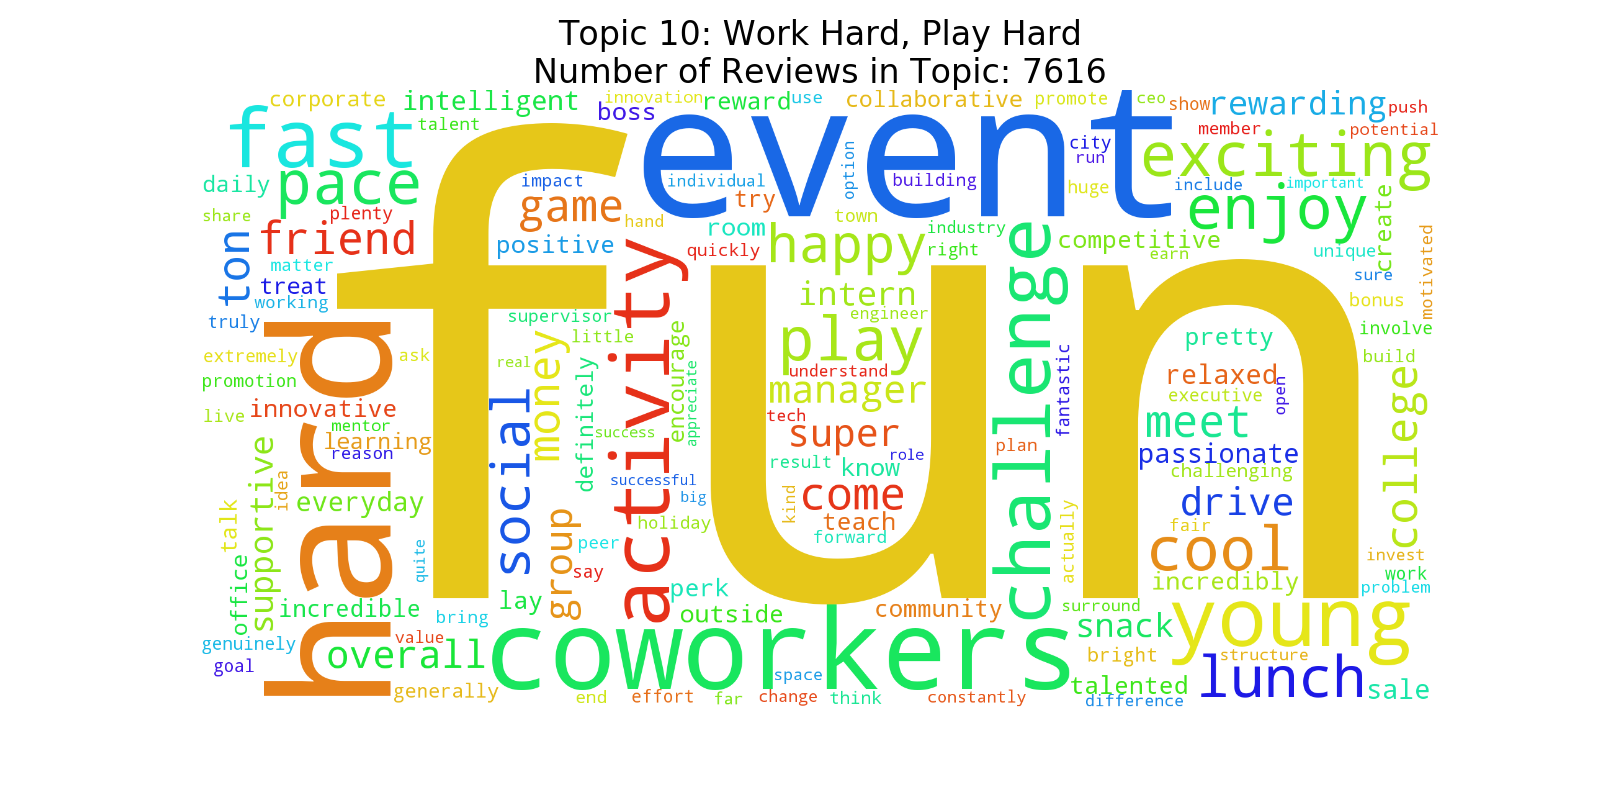 Topic 10: Work Hard, Play Hard
Number of Reviews in Topic: 7616
corporate
intelligent
talent
boss
innovation
reward
use
collaborative
promote
ceo
show
rewarding
push
member
potential
fast
event
city
run
exciting
daily
pace
impact
individual
option
building
huge
include
important
share
plenty
game
try
hand
town
enjoy
create
friend
positive
room
quickly
happy
industry
right
competitive
earn
unique
motivated
ton
matter
treat
working
sure
bonus
truly
fun
hard
activity
challenge
supervisor
little
intern
engineer
involve
extremely
ask
real
money
encourage
play
pretty
build
promotion
understand
fantastic
relaxed
executive
open
live
innovative
mentor
learning
reason
social
definitely
success
appreciate
manager
tech
super
role
plan
meet
college
passionate
challenging
supportive
idea
everyday
talk
successful
big
result
know
kind
come
teach
forward
holiday
drive
fair
cool
actually
quite
group
peer
say
office
invest
work
problem
incredible
lay
bring
perk
outside
community
surround
incredibly
snack
young
genuinely
goal
value
overall
coworkers
bright
structure
lunch
generally
end
effort
far
space
change
think
constantly
talented
difference
sale